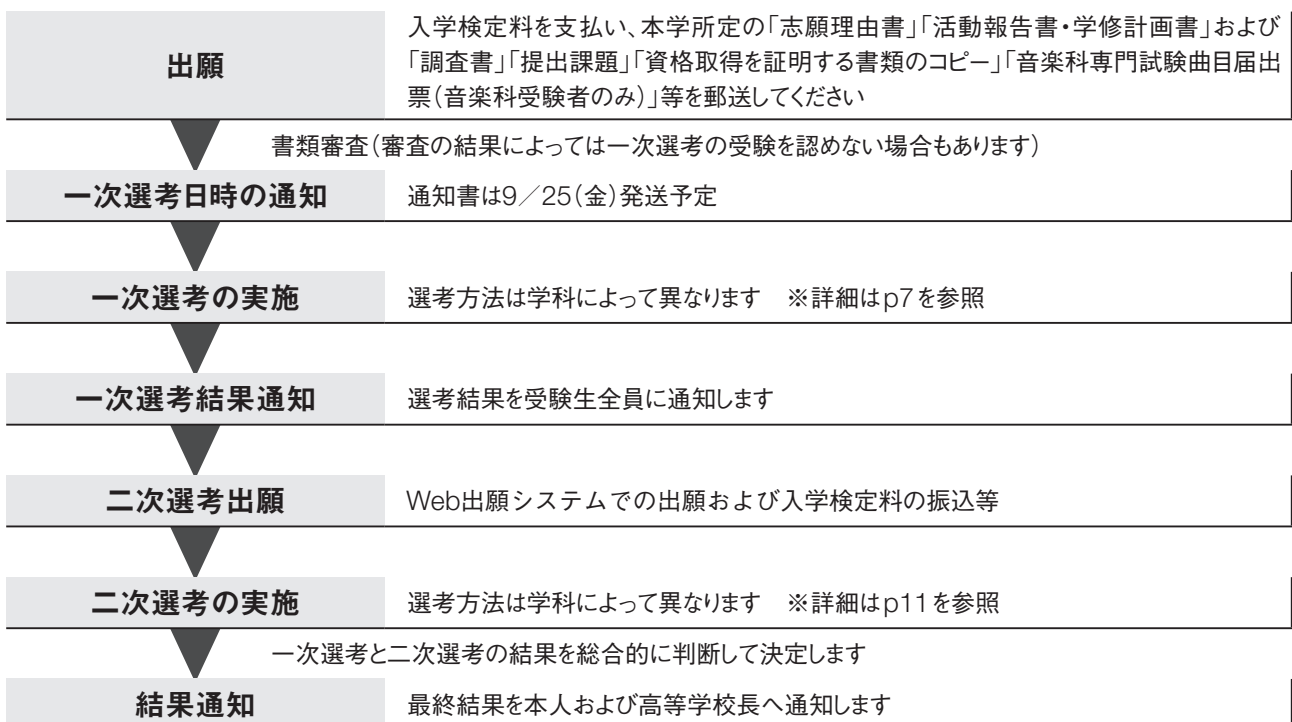 出願
入学検定料を支払い、本学所定の「志願理由書」「活動報告書・学修計画書」および
「調査書」「提出課題」「資格取得を証明する書類のコピー」「音楽科専門試験曲目届出
票（音楽科受験者のみ）」等を郵送してください
書類審査（審査の結果によっては一次選考の受験を認めない場合もあります）
一次選考日時の通知
通知書は9／25（金）発送予定
一次選考の実施
選考方法は学科によって異なります　※詳細はp7を参照
一次選考結果通知
選考結果を受験生全員に通知します
二次選考出願
Web出願システムでの出願および入学検定料の振込等
二次選考の実施
選考方法は学科によって異なります　※詳細はp11を参照
一次選考と二次選考の結果を総合的に判断して決定します
結果通知
最終結果を本人および高等学校長へ通知します